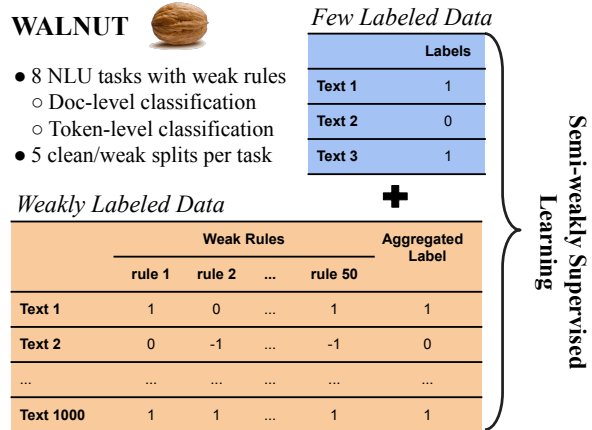 WALNUT
● 8 NLU tasks with weak rules
○ Doc-level classification
○ Token-level classification
● 5 clean/weak splits per task
Few Labeled Data
Labels
Text 1 1
Text 2 0
Text 3 1
+
Weakly Labeled Data
Weak Rules Aggregated Label
rule 1 rule 2 ... rule 50
Text 1 1 0 ... 1 1
Text 2 0 -1 ... -1 0
... ... ... ... ... ...
Text 1000 1 1 ... 1 1
Semi-weakly Supervised
Learning